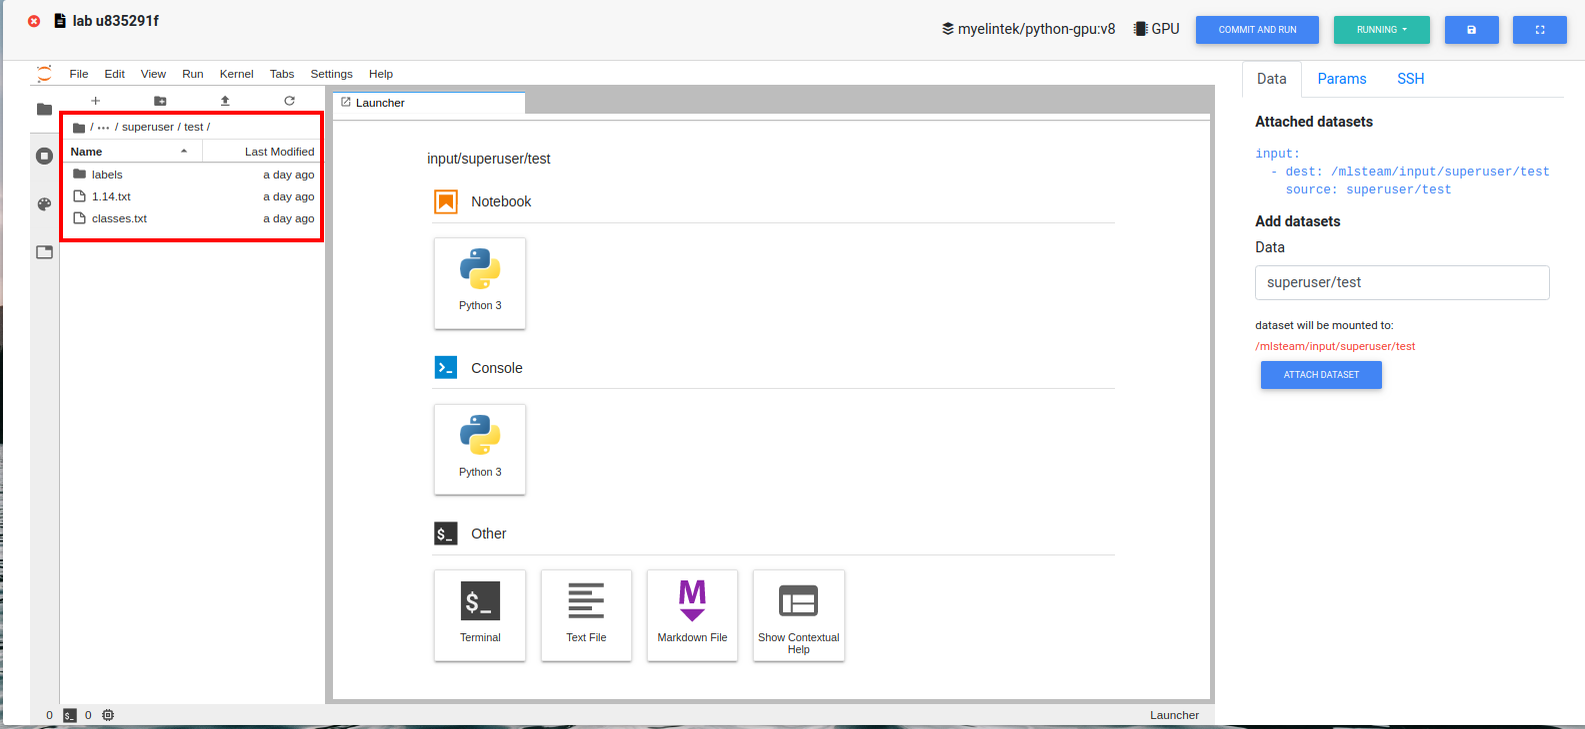 lab u835291f
myelintek/python-gpu:v8 GPU COMMIT AND RUN RUNNING
File Edit View Run Kernel Tabs Settings Help
/ ··· / superuser / test /
Name Last Modified
labels a day ago
1.14.txt a day ago
classes.txt a day ago
Launcher
input/superuser/test
Notebook
Python 3
Console
Python 3
$_ Other
$_
Terminal
Text File
M
Markdown File
Show Contextual
Help
0 $_ 0
Launcher
Data Params SSH
Attached datasets
input:
- dest: /mlsteam/input/superuser/test
source: superuser/test
Add datasets
Data
superuser/test
dataset will be mounted to:
/mlsteam/input/superuser/test
ATTACH DATASET